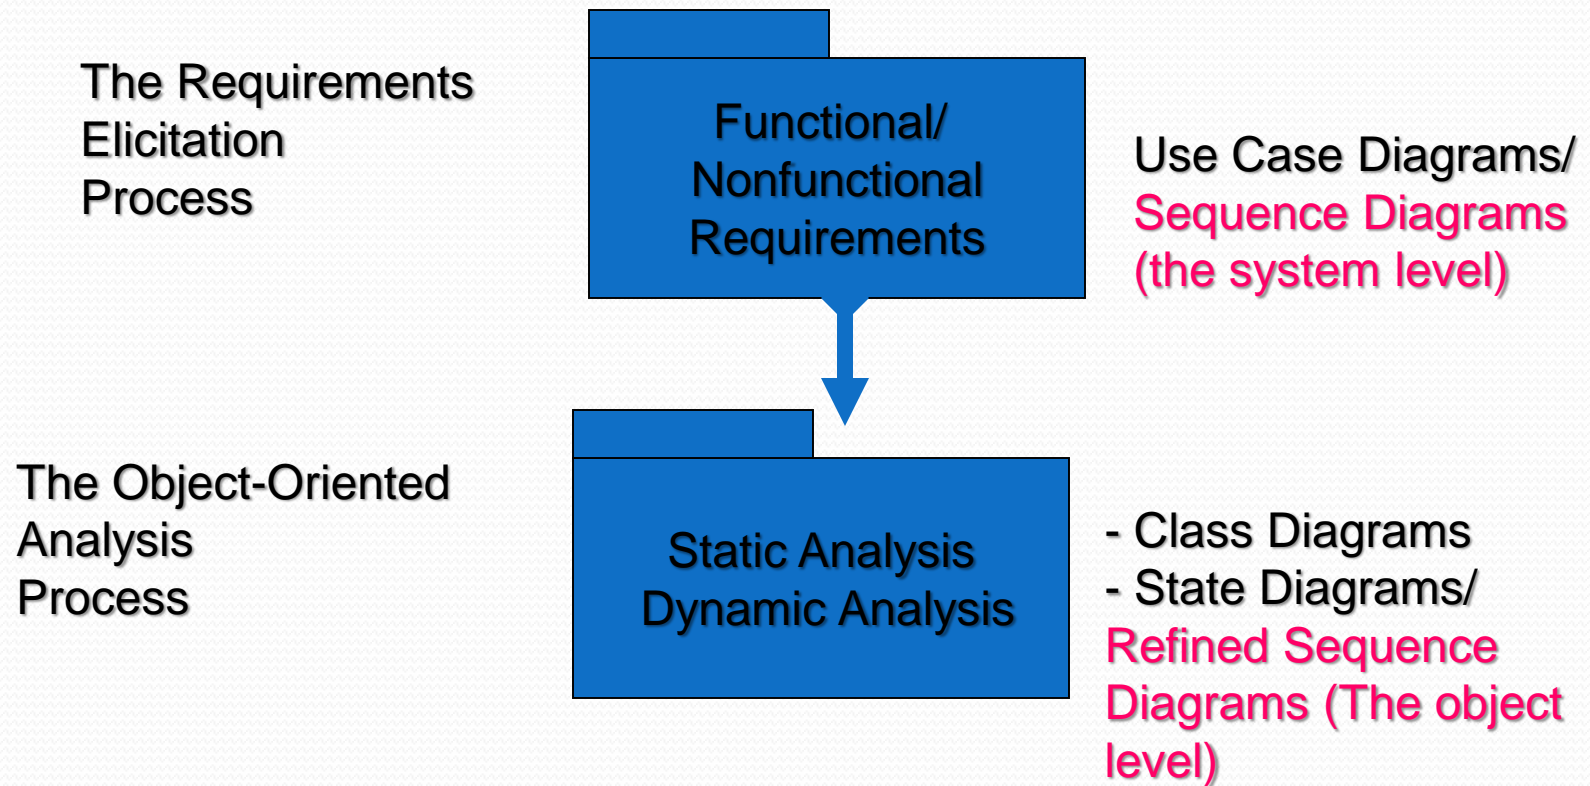 The Requirements
Elicitation
Process
Functional/
Nonfunctional
Requirements
Use Case Diagrams/
Sequence Diagrams
(the system level)
The Object-Oriented
Analysis
Process
Static Analysis
Dynamic Analysis
- Class Diagrams
- State Diagrams/
Refined Sequence
Diagrams (The object
level)